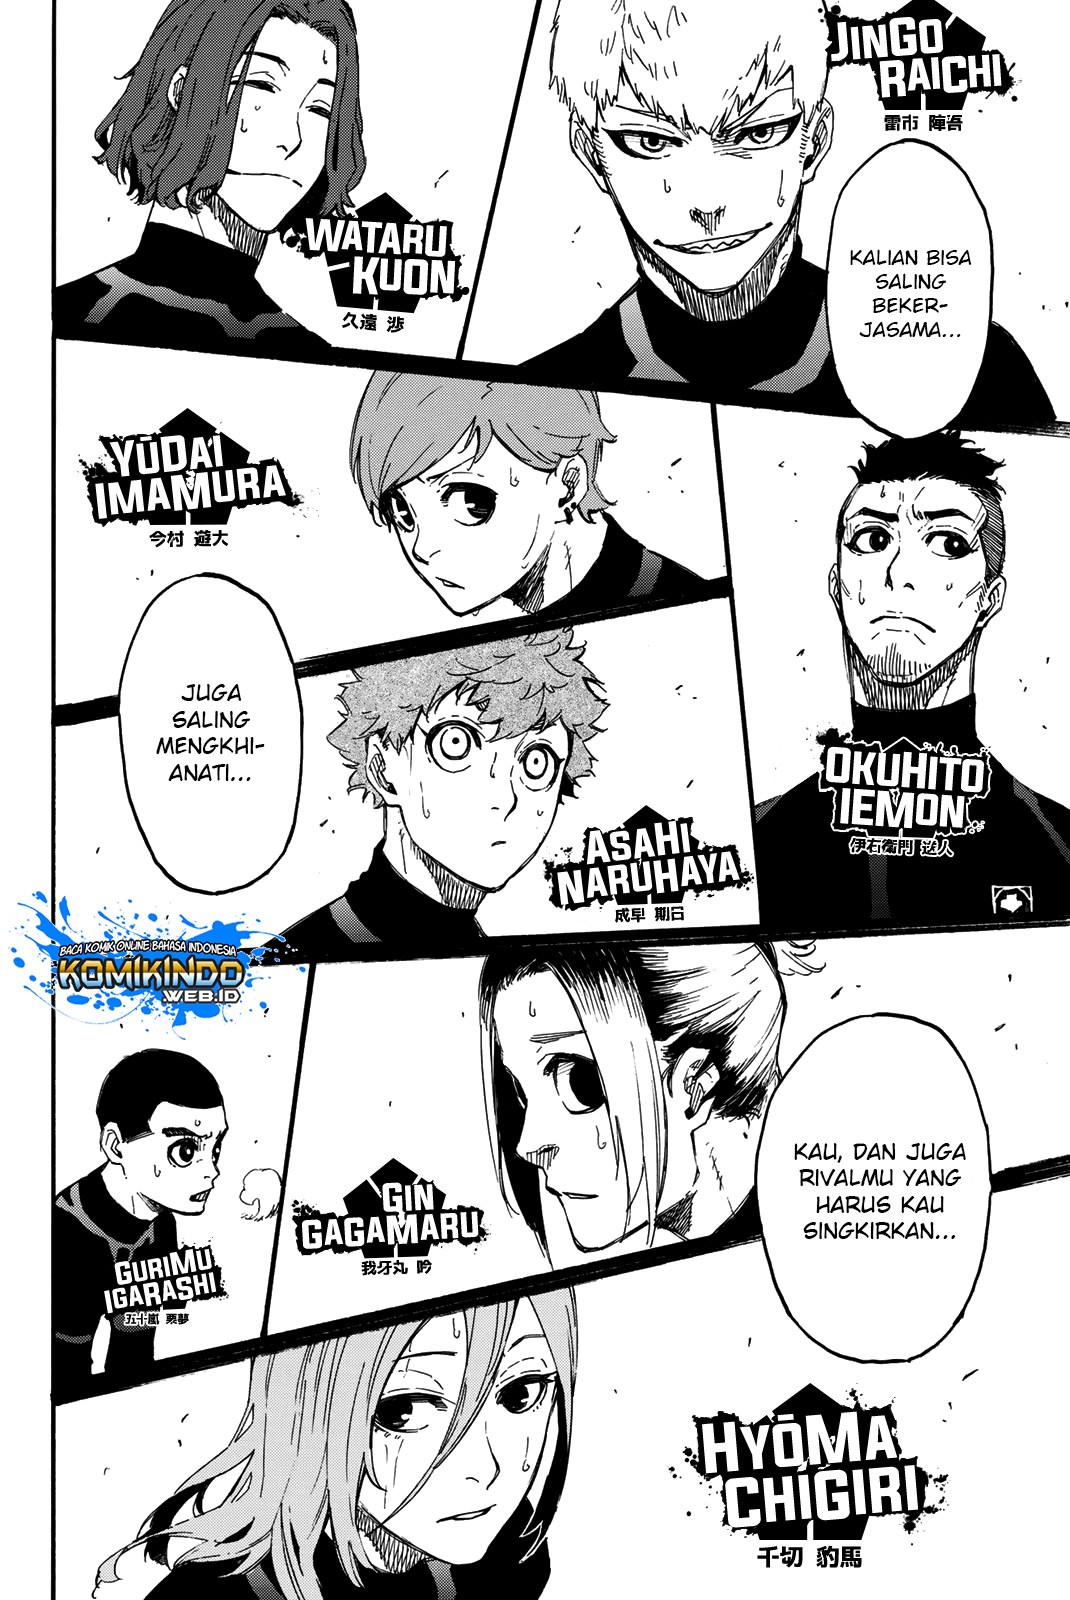 JINGO
RAICHI
雷市 陣吾
KALIAN BISA
SALING
BEKER-
JASAMA...
WATARU
KUON
久遠 渉
YŪDAI
IMAMURA
今村 遊大
OKUHITO
IEMON
伊右衛門 送人
JUGA
SALING
MENGKHI-
ANATI...
ASAHI
NARUHAYA
成早 朝日
BACA KOMIK ONLINE BAHASA INDONESIA
KOMIKINDO
WEB.ID
KAU, DAN JUGA
RIVALMU YANG
HARUS KAU
SINGKIRKAN...
GIN
GAGAMARU
我牙丸 吟
GURIMU
IGARASHI
五十嵐 栗夢
HYŌMA
CHIGIRI
千切 豹馬